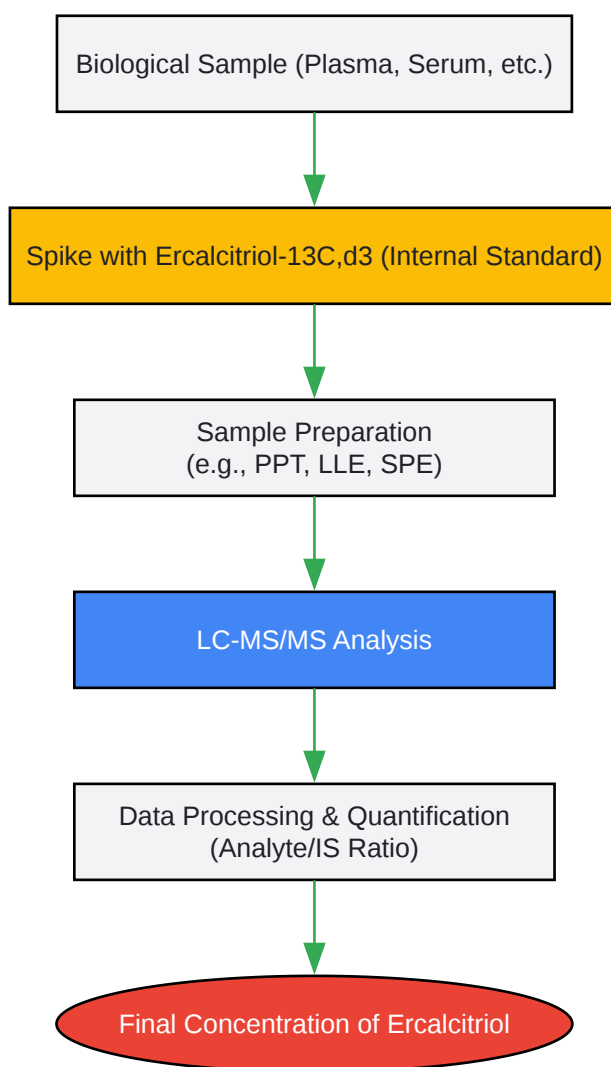 Biological Sample (Plasma, Serum, etc.)
Spike with Ercalcitriol-13C,d3 (Internal Standard)
Sample Preparation
(e.g., PPT, LLE, SPE)
LC-MS/MS Analysis
Data Processing & Quantification
(Analyte/IS Ratio)
Final Concentration of Ercalcitriol